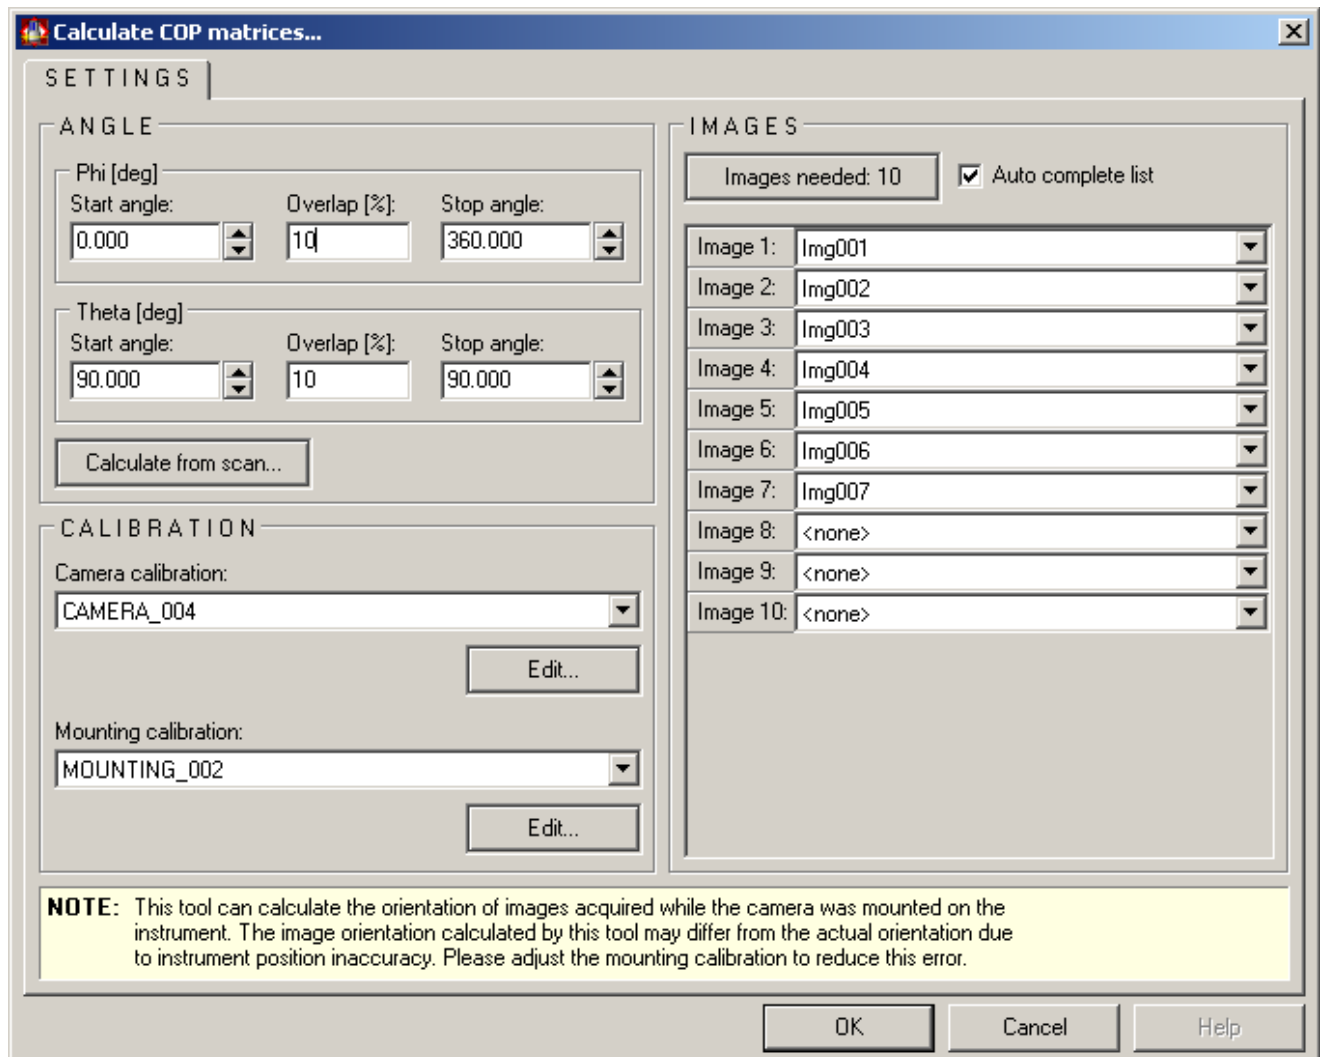 Calculate COP matrices...
SETTINGS
ANGLE
Phi [deg]
Start angle: Overlap [%]: Stop angle:
0.000 10 360.000
Theta [deg]
Start angle: Overlap [%]: Stop angle:
90.000 10 90.000
Calculate from scan...
CALIBRATION
Camera calibration:
CAMERA_004
Edit...
Mounting calibration:
MOUNTING_002
Edit...
IMAGES
Images needed: 10 Auto complete list
Image 1: Img001
Image 2: Img002
Image 3: Img003
Image 4: Img004
Image 5: Img005
Image 6: Img006
Image 7: Img007
Image 8: <none>
Image 9: <none>
Image 10: <none>
NOTE: This tool can calculate the orientation of images acquired while the camera was mounted on the
instrument. The image orientation calculated by this tool may differ from the actual orientation due
to instrument position inaccuracy. Please adjust the mounting calibration to reduce this error.
OK Cancel Help